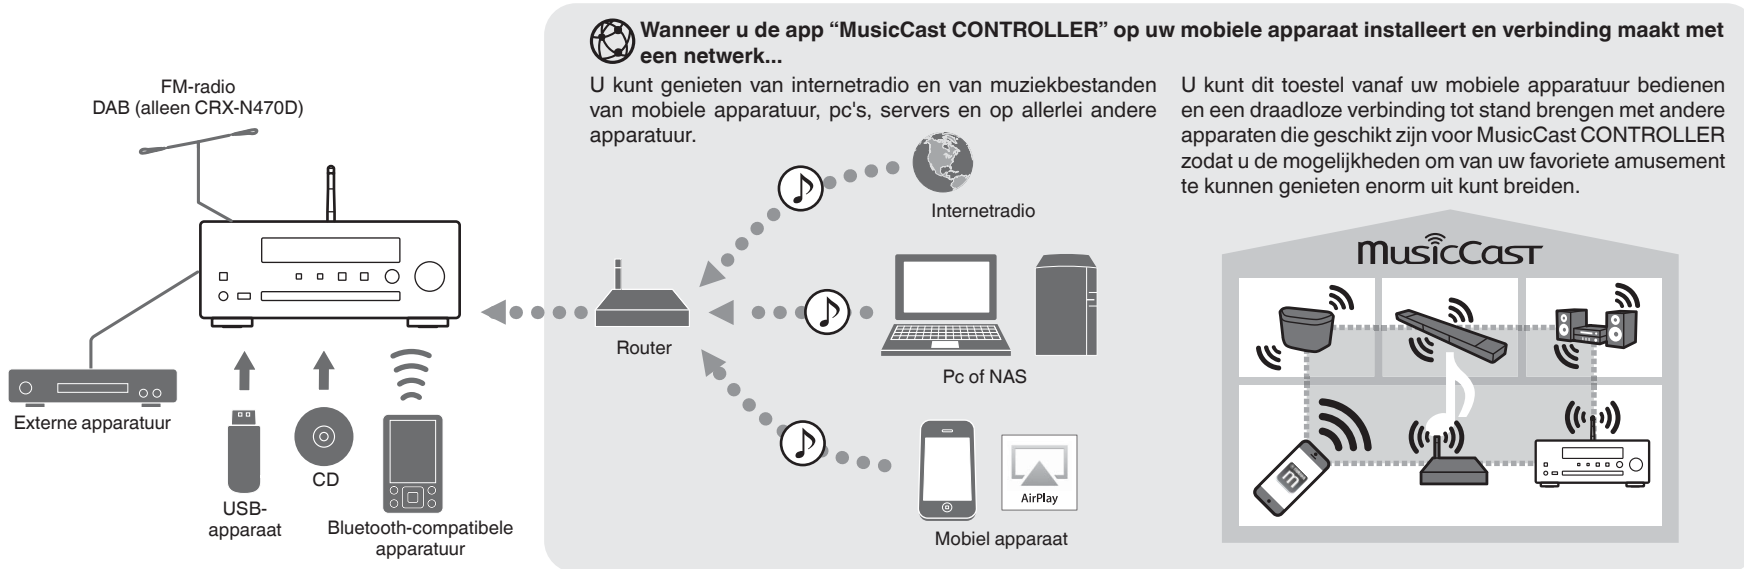 Wanneer u de app “MusicCast CONTROLLER” op uw mobiele apparaat installeert en verbinding maakt met
een netwerk...
U kunt genieten van internetradio en van muziekbestanden
van mobiele apparatuur, pc's, servers en op allerlei andere
apparatuur.
U kunt dit toestel vanaf uw mobiele apparatuur bedienen
en een draadloze verbinding tot stand brengen met andere
apparaten die geschikt zijn voor MusicCast CONTROLLER
zodat u de mogelijkheden om van uw favoriete amusement
te kunnen genieten enorm uit kunt breiden.
FM-radio
DAB (alleen CRX-N470D)
Externe apparatuur
USB-
apparaat
CD
Bluetooth-compatibele
apparatuur
Router
Internetradio
Pc of NAS
AirPlay
Mobiel apparaat
MusicCast
m